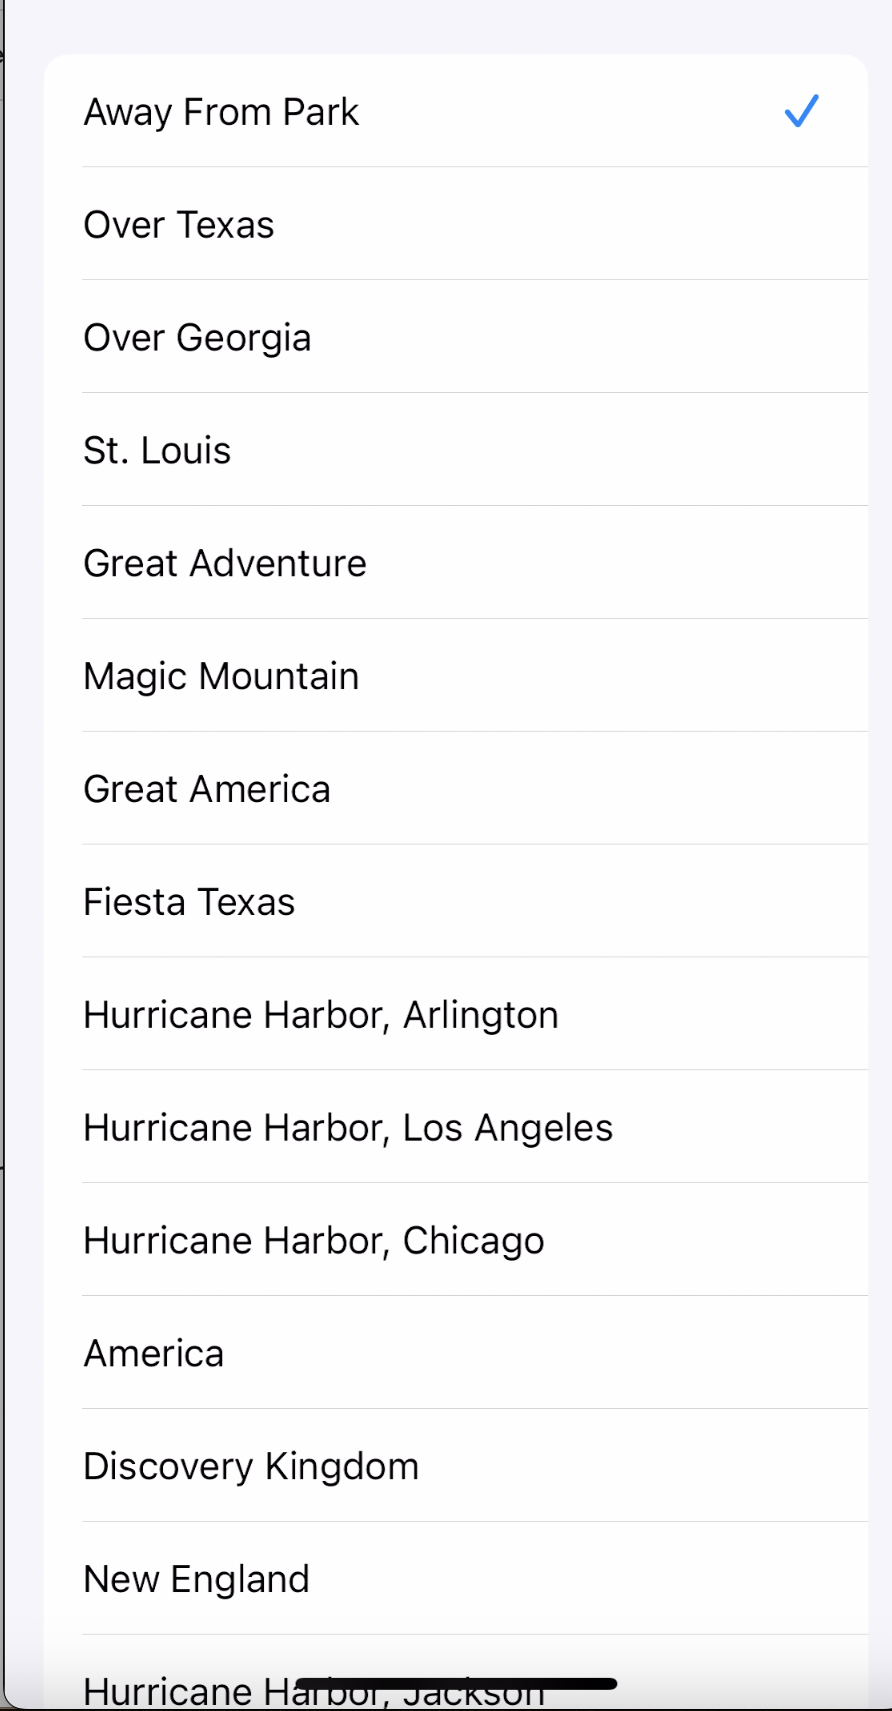 Away From Park
Over Texas
Over Georgia
St. Louis
Great Adventure
Magic Mountain
Great America
Fiesta Texas
Hurricane Harbor, Arlington
Hurricane Harbor, Los Angeles
Hurricane Harbor, Chicago
America
Discovery Kingdom
New England
Hurricane Harbor, Jackson